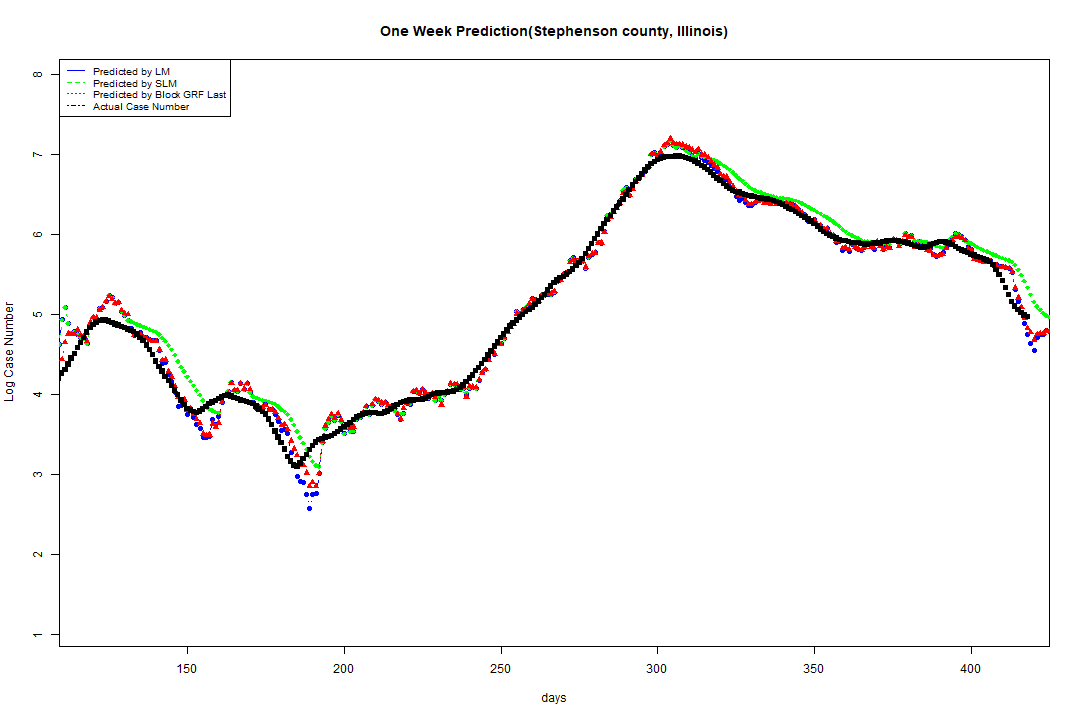 One Week Prediction(Stephenson county, Illinois)
Predicted by LM
Predicted by SLM
Predicted by Block GRF Last
Actual Case Number
8
7
6
5
4
3
2
1
Log Case Number
150 200 250 300 350 400
days